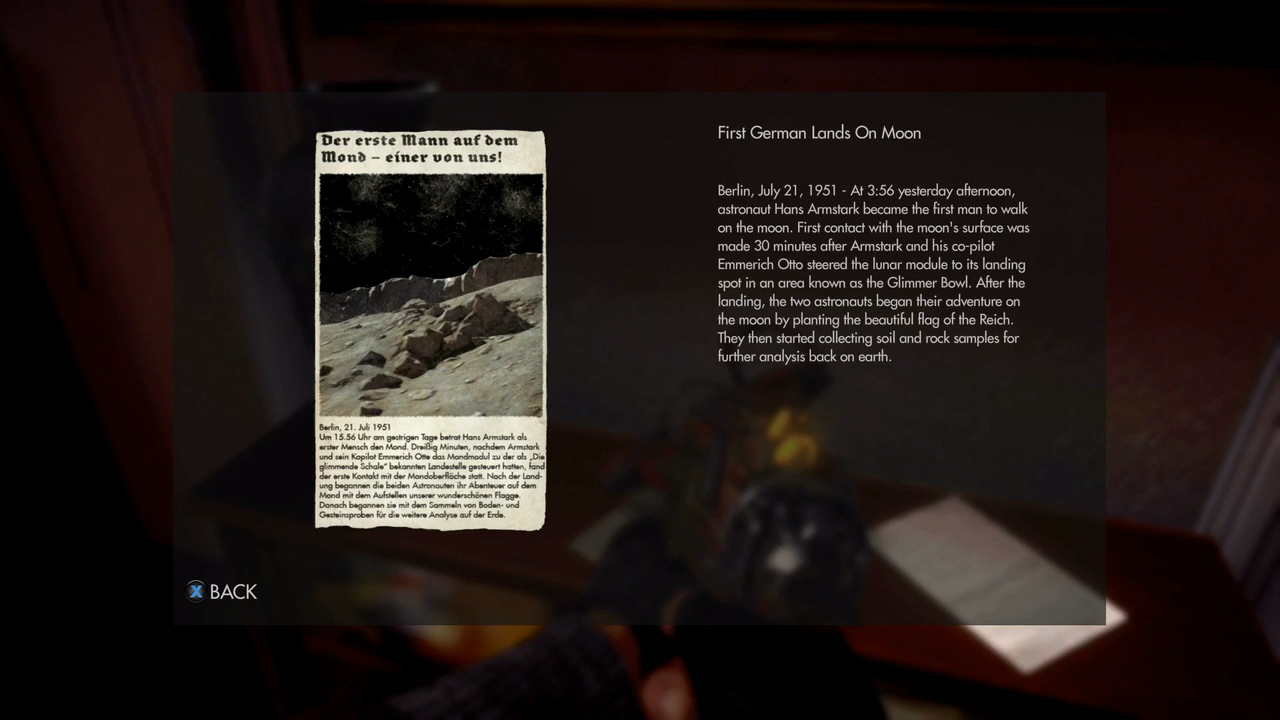 Der erste Mann auf dem
Mond – einer von uns!
Berlin, 21. Juli 1951
Um 15.56 Uhr am gestrigen Tage betrat Hans Armstark als
erster Mensch den Mond. Dreißig Minuten, nachdem Armstark
und sein Kopilot Emmerich Otto das Mondmodul zu der als „Die
glimmende Schale“ bekannten Landestelle gesteuert hatten, fand
der erste Kontakt mit der Mondoberfläche statt. Nach der Land-
ung begannen die beiden Astronauten ihr Abenteuer auf dem
Mond mit dem Aufstellen unserer wunderschönen Flagge.
Danach begannen sie mit dem Sammeln von Boden- und
Gesteinsproben für die weitere Analyse auf der Erde.
First German Lands On Moon
Berlin, July 21, 1951 - At 3:56 yesterday afternoon,
astronaut Hans Armstark became the first man to walk
on the moon. First contact with the moon's surface was
made 30 minutes after Armstark and his co-pilot
Emmerich Otto steered the lunar module to its landing
spot in an area known as the Glimmer Bowl. After the
landing, the two astronauts began their adventure on
the moon by planting the beautiful flag of the Reich.
They then started collecting soil and rock samples for
further analysis back on earth.
X BACK